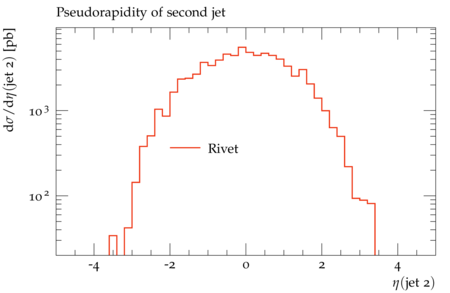 Pseudorapidity of second jet
dσ/dη(jet 2) [pb]
10³
10²
Rivet
-4 -2 0 2 4
η(jet 2)